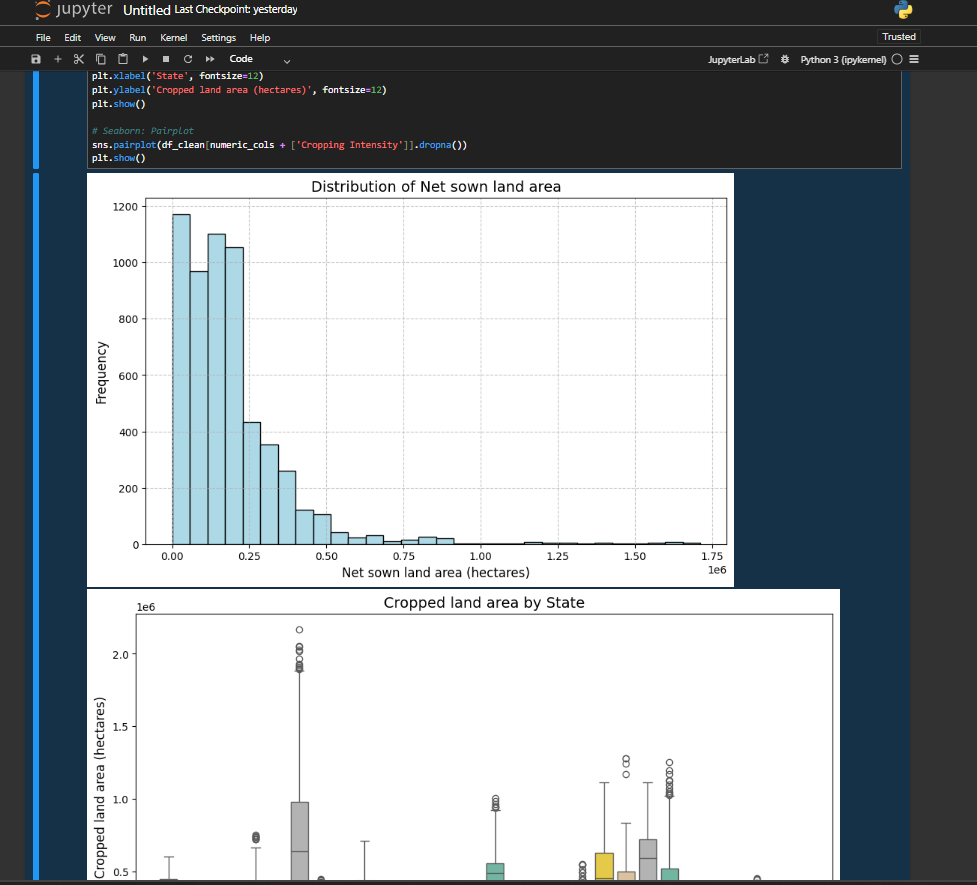 jupyter Untitled Last Checkpoint: yesterday
File Edit View Run Kernel Settings Help
Trusted
Code
JupyterLab
Python 3 (ipykernel)
plt.xlabel('State', fontsize=12)
plt.ylabel('Cropped land area (hectares)', fontsize=12)
plt.show()
# Seaborn: Pairplot
sns.pairplot(df_clean[numeric_cols + ['Cropping Intensity']].dropna())
plt.show()
Distribution of Net sown land area
1200
1000
800
600
400
200
0
Frequency
0.00 0.25 0.50 0.75 1.00 1.25 1.50 1.75
1e6
Net sown land area (hectares)
Cropped land area by State
1e6
2.0
1.5
1.0
0.5
Cropped land area (hectares)